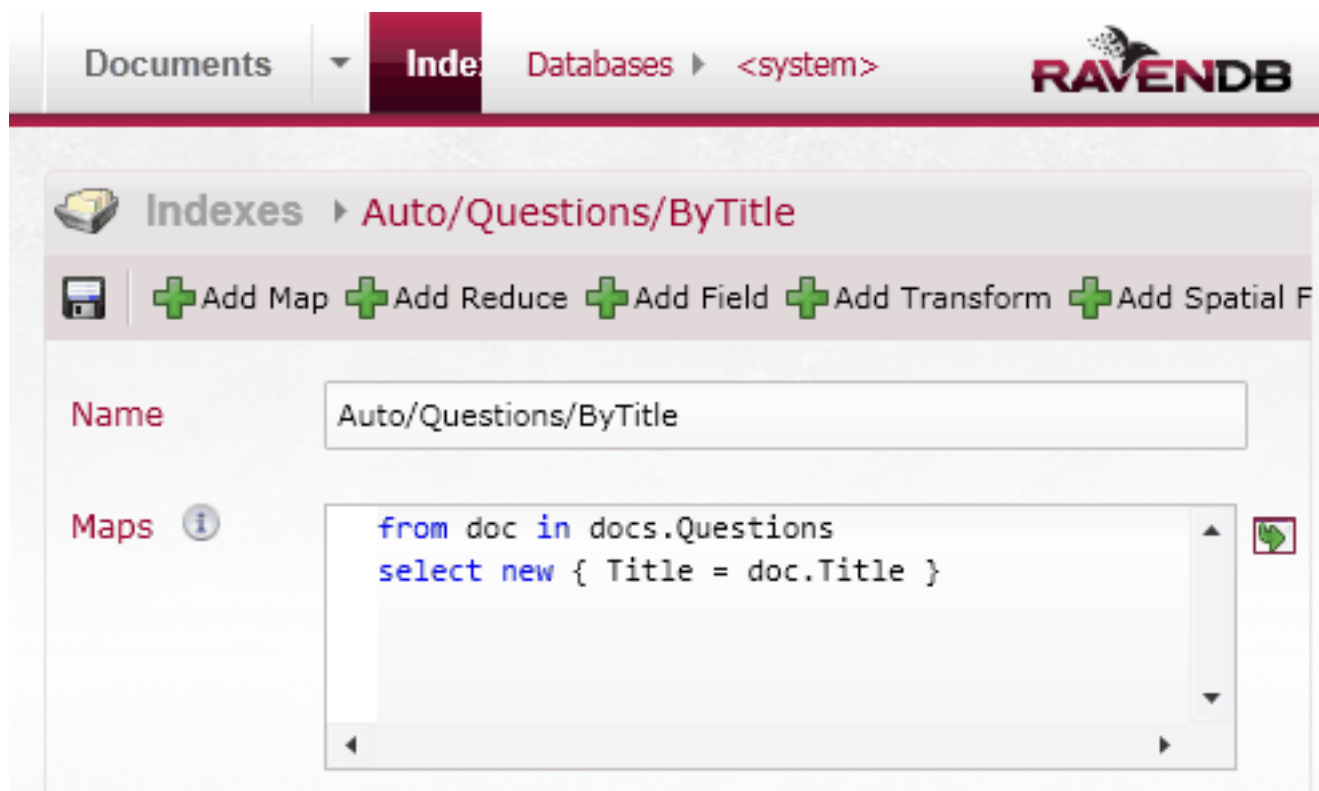 Documents Inde Databases <system>
RAVENDB
Indexes Auto/Questions/ByTitle
Add Map Add Reduce Add Field Add Transform Add Spatial F
Name Auto/Questions/ByTitle
Maps i from doc in docs.Questions
select new { Title = doc.Title }